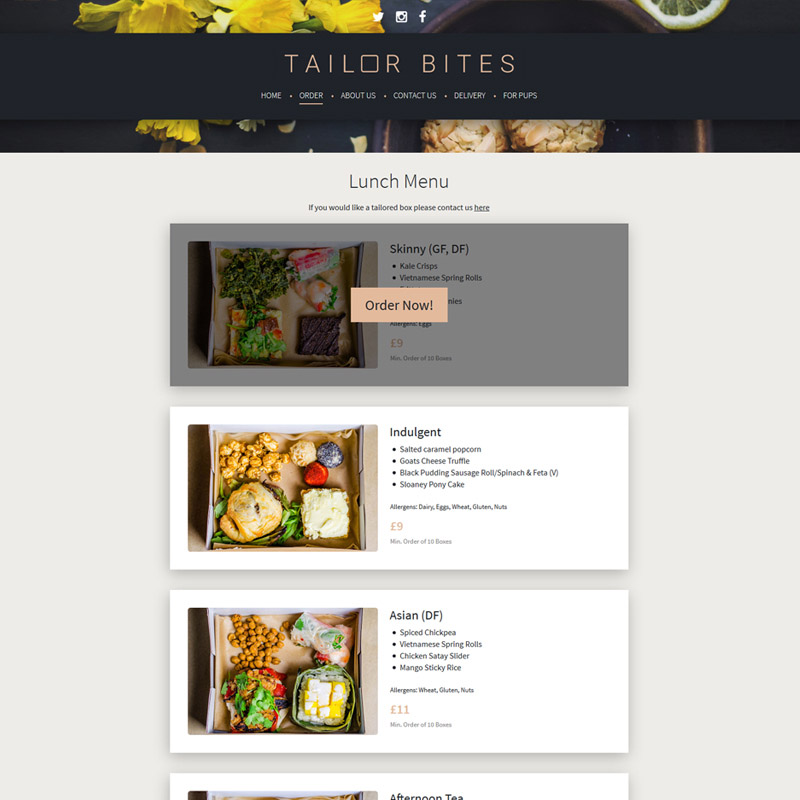 TAILOR BITES
HOME • ORDER • ABOUT US • CONTACT US • DELIVERY • FOR PUPS
Lunch Menu
If you would like a tailored box please contact us here
Skinny (GF, DF)
• Kale Crisps
• Vietnamese Spring Rolls
Order Now!
Allergens: Eggs
£9
Min. Order of 10 Boxes
Indulgent
• Salted caramel popcorn
• Goats Cheese Truffle
• Black Pudding Sausage Roll/Spinach & Feta (V)
• Sloaney Pony Cake
Allergens: Dairy, Eggs, Wheat, Gluten, Nuts
£9
Min. Order of 10 Boxes
Asian (DF)
• Spiced Chickpea
• Vietnamese Spring Rolls
• Chicken Satay Slider
• Mango Sticky Rice
Allergens: Wheat, Gluten, Nuts
£11
Min. Order of 10 Boxes
Afternoon Tea